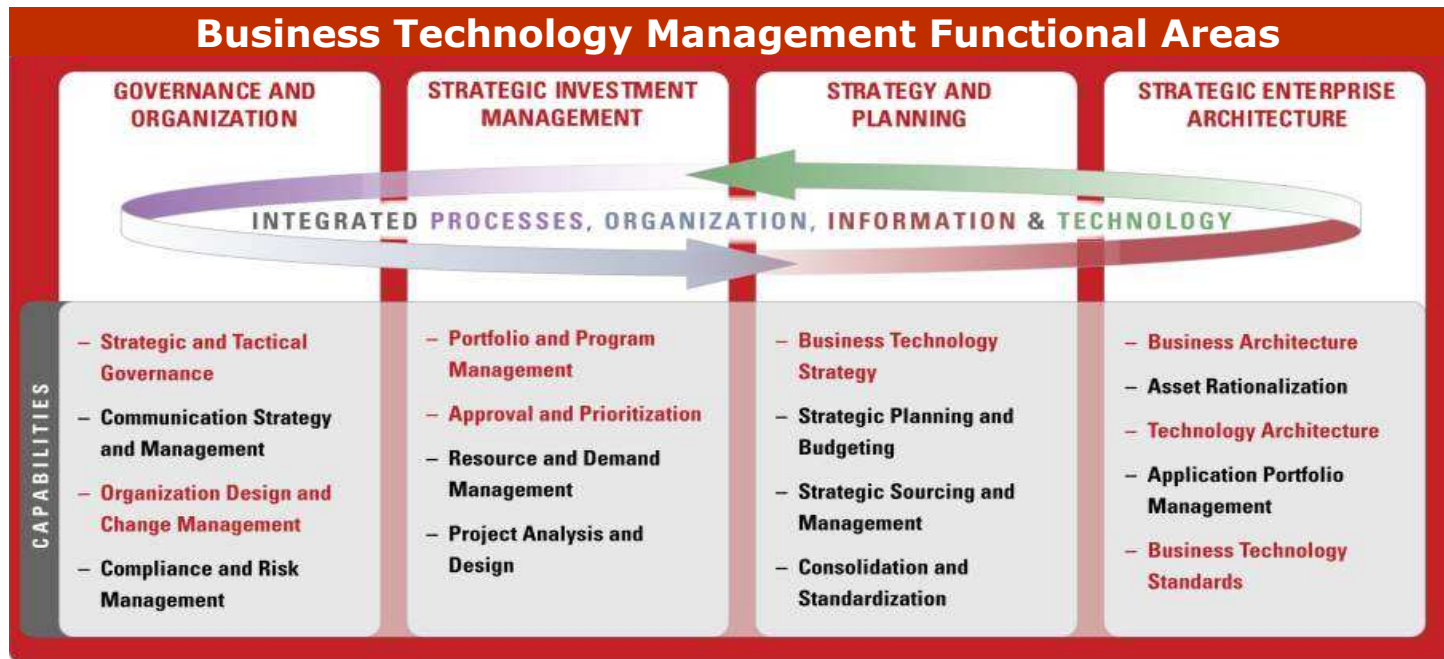 Business Technology Management Functional Areas
GOVERNANCE AND
ORGANIZATION
STRATEGIC INVESTMENT
MANAGEMENT
STRATEGY AND
PLANNING
STRATEGIC ENTERPRISE
ARCHITECTURE
INTEGRATED PROCESSES, ORGANIZATION, INFORMATION & TECHNOLOGY
CAPABILITIES
– Strategic and Tactical
Governance
– Communication Strategy
and Management
– Organization Design and
Change Management
– Compliance and Risk
Management
– Portfolio and Program
Management
– Approval and Prioritization
– Resource and Demand
Management
– Project Analysis and
Design
– Business Technology
Strategy
– Strategic Planning and
Budgeting
– Strategic Sourcing and
Management
– Consolidation and
Standardization
– Business Architecture
– Asset Rationalization
– Technology Architecture
– Application Portfolio
Management
– Business Technology
Standards